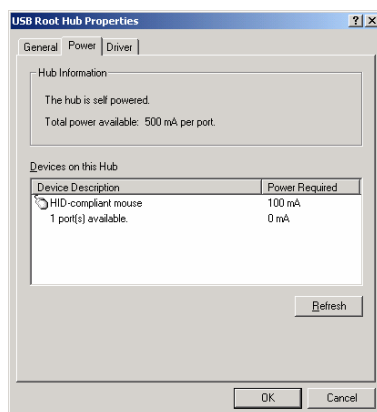 USB Root Hub Properties
General Power Driver
Hub Information
The hub is self powered.
Total power available: 500 mA per port.
Devices on this Hub
Device Description Power Required
HID-compliant mouse 100 mA
1 port(s) available. 0 mA
Refresh
OK Cancel